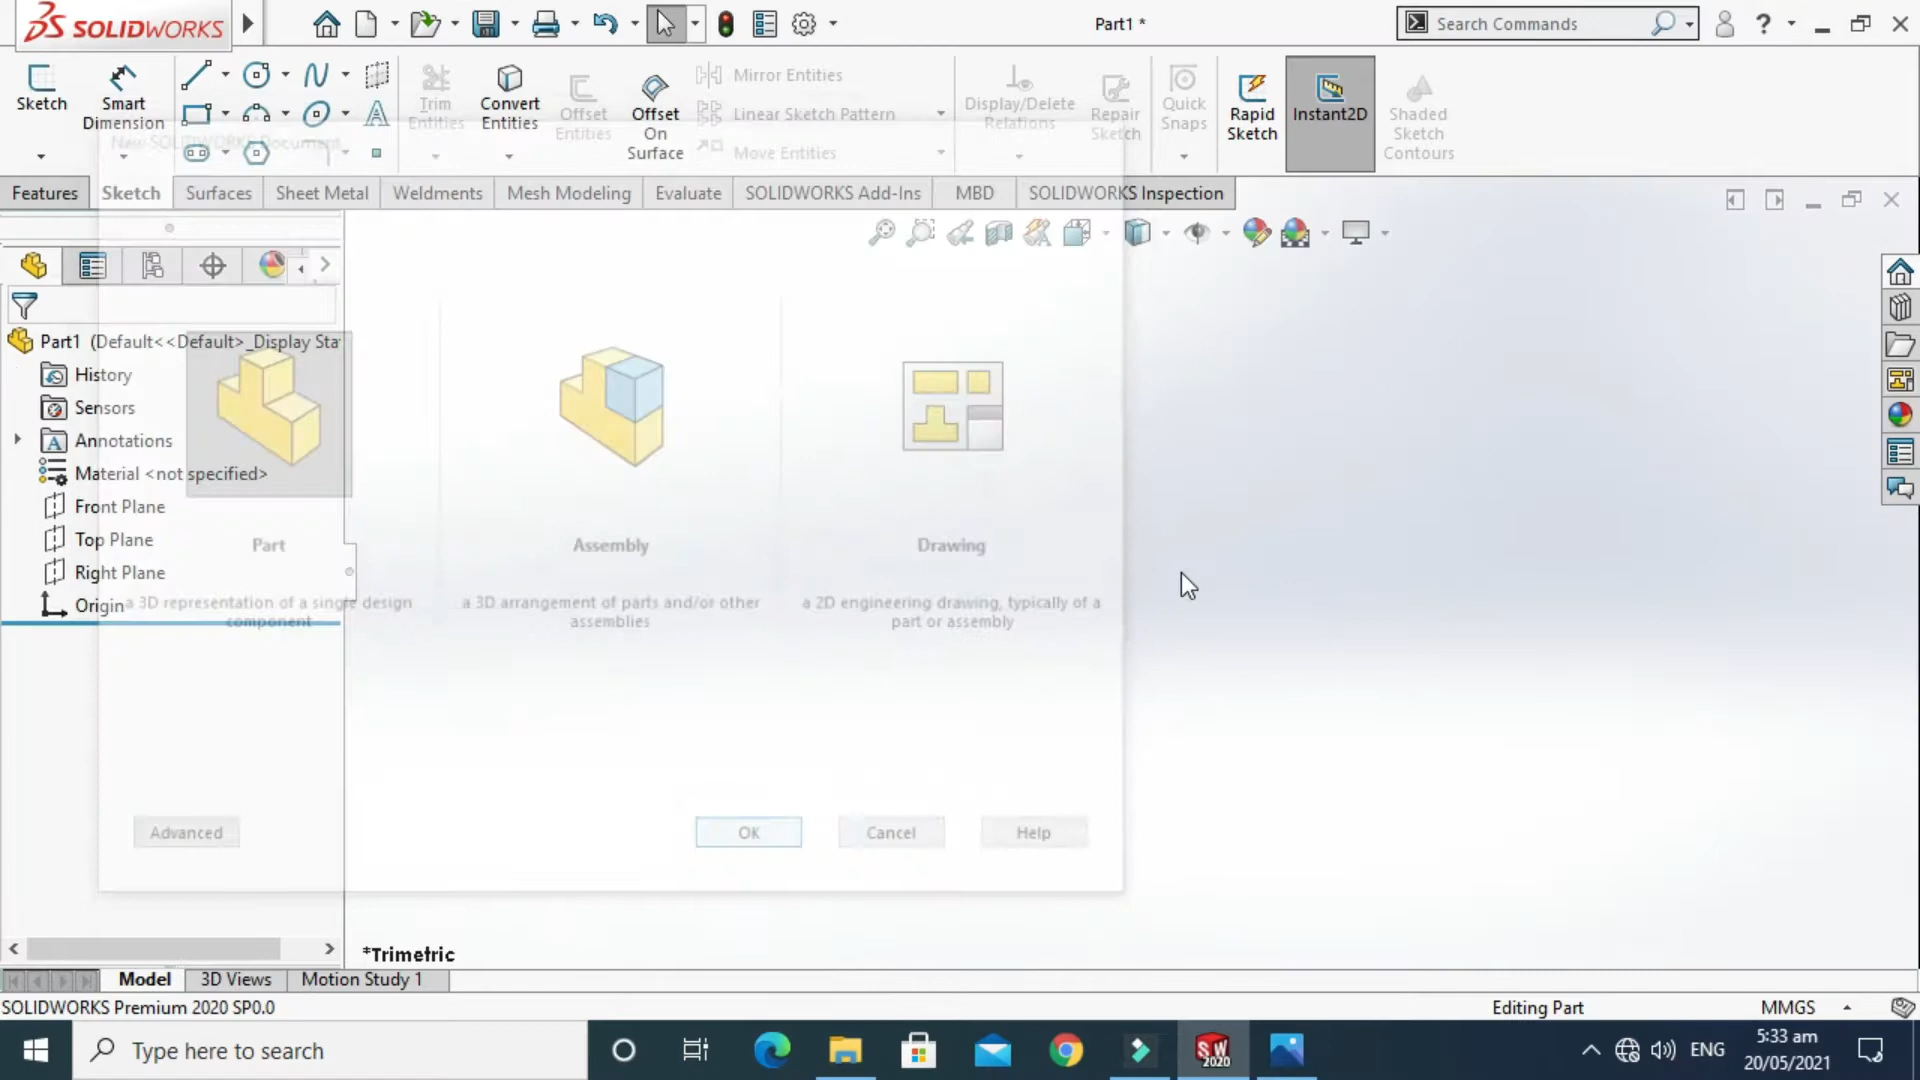 SOLIDWORKS
Part1 *
Search Commands
Sketch
Smart
Dimension
Trim
Entities
Convert
Entities
Offset
Entities
Offset
On
Surface
Mirror Entities
Linear Sketch Pattern
Move Entities
Display/Delete
Relations
Repair
Sketch
Quick
Snaps
Rapid
Sketch
Instant2D
Shaded
Sketch
Contours
New SOLIDWORKS Document
Features
Sketch
Surfaces
Sheet Metal
Weldments
Mesh Modeling
Evaluate
SOLIDWORKS Add-Ins
MBD
SOLIDWORKS Inspection
Part1 (Default<<Default>_Display Sta
History
Sensors
Annotations
Material <not specified>
Front Plane
Top Plane
Right Plane
Origin
Part
a 3D representation of a single design
component
Assembly
a 3D arrangement of parts and/or other
assemblies
Drawing
a 2D engineering drawing, typically of a
part or assembly
Advanced
OK
Cancel
Help
*Trimetric
Model
3D Views
Motion Study 1
SOLIDWORKS Premium 2020 SP0.0
Editing Part
MMGS
Type here to search
SW
2020
ENG
5:33 am
20/05/2021